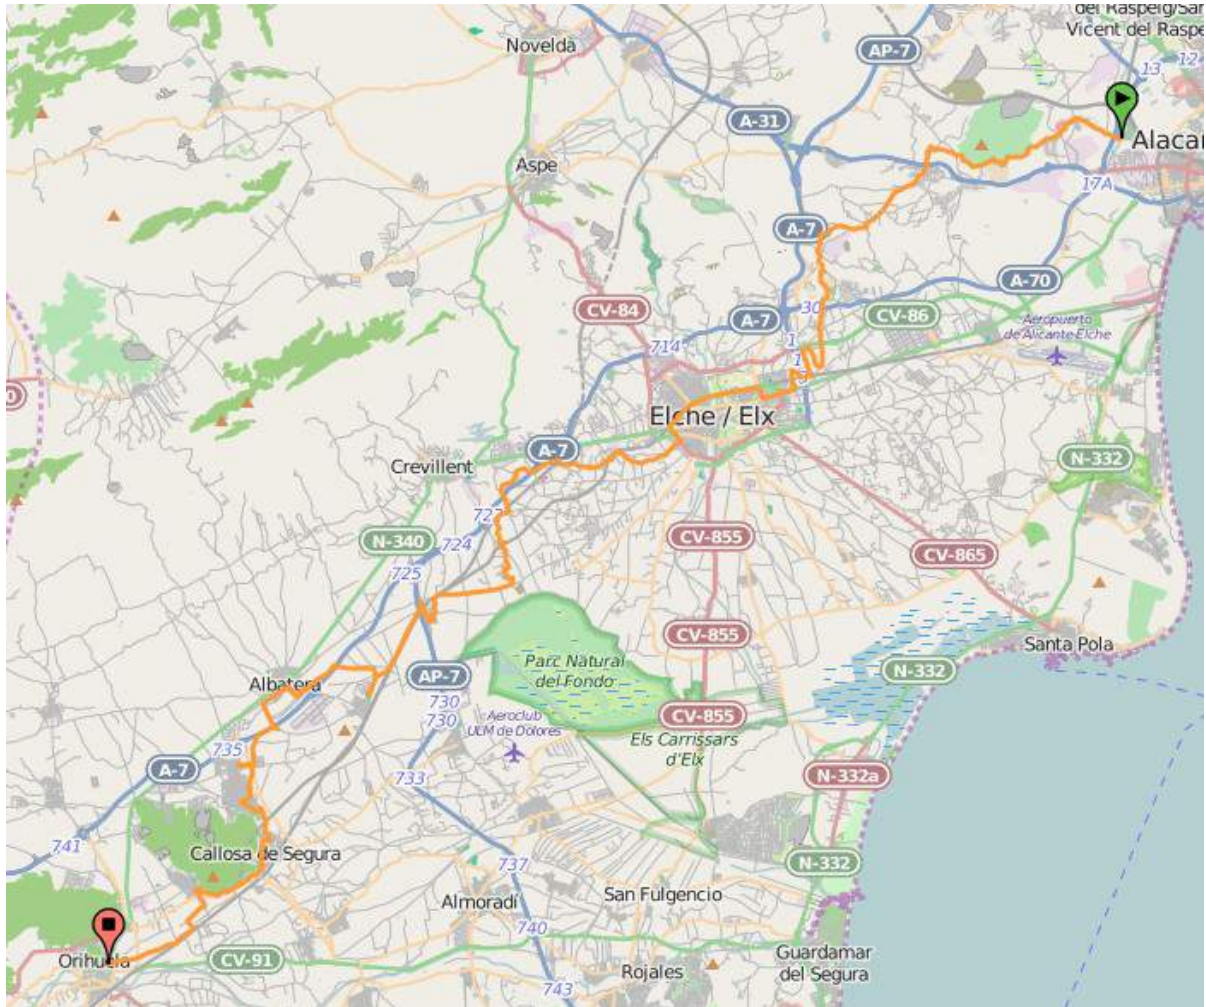 del Raspeig/San
Vicent del Raspe
Novelda
AP-7
13
12
A-31
Alacan
Aspe
17A
A-7
A-70
CV-84
30
A-7
CV-86
Aeropuerto
de Alicante-Elche
714
1
1
Elche / Elx
A-7
Crevillent
N-332
727
CV-855
N-340
724
CV-865
725
CV-855
Santa Pola
Parc Natural
del Fondo
N-332
Albatera
AP-7
730
730
CV-855
Aeroclub
ULM de Dolores
Els Carrissars
d'Elx
735
A-7
733
N-332a
741
Callosa de Segura
737
N-332
San Fulgencio
Almoradí
740
Orihuela
CV-91
Guardamar
del Segura
Rojales
743